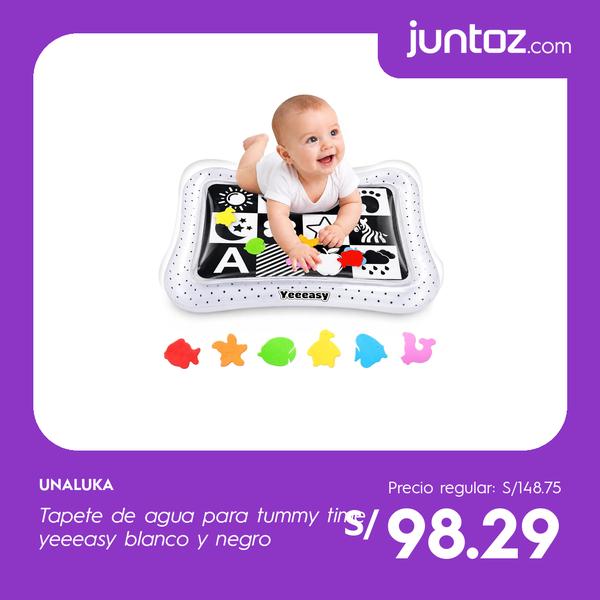 juntoz.com
A
Yeeeasy
UNALUKA
Precio regular: S/148.75
Tapete de agua para tummy time
yeeeasy blanco y negro
S/98.29